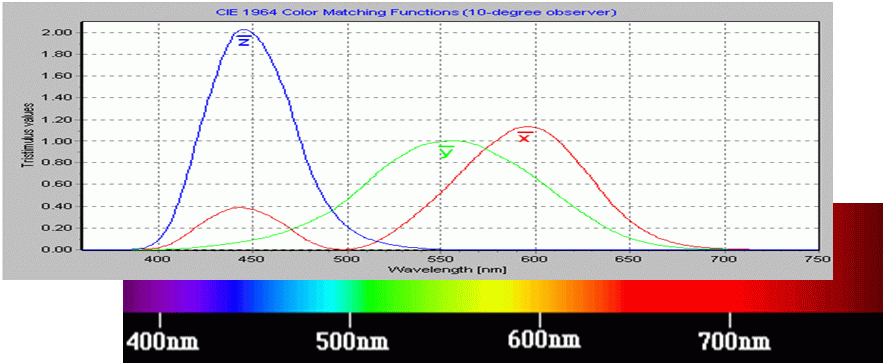 CIE 1964 Color Matching Functions (10-degree observer)
2.00
1.80
1.60
1.40
1.20
1.00
0.80
0.60
0.40
0.20
0.00
Tristimulus values
z̅
y̅
x̅
400 450 500 550 600 650 700 750
Wavelength [nm]
400nm 500nm 600nm 700nm